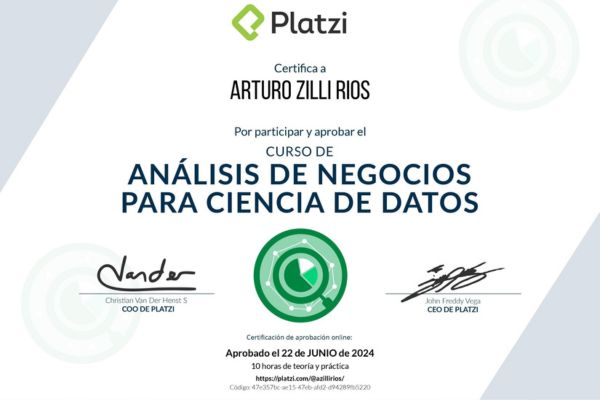 Platzi
Certifica a
ARTURO ZILLI RIOS
Por participar y aprobar el
CURSO DE
ANÁLISIS DE NEGOCIOS
PARA CIENCIA DE DATOS
Christian Van Der Henst S
COO DE PLATZI
John Freddy Vega
CEO DE PLATZI
Certificación de aprobación online:
Aprobado el 22 de JUNIO de 2024
10 horas de teoría y práctica
https://platzi.com/@azillirios/
Código: 47e357bc-ae15-47eb-afd2-d94289fb5220